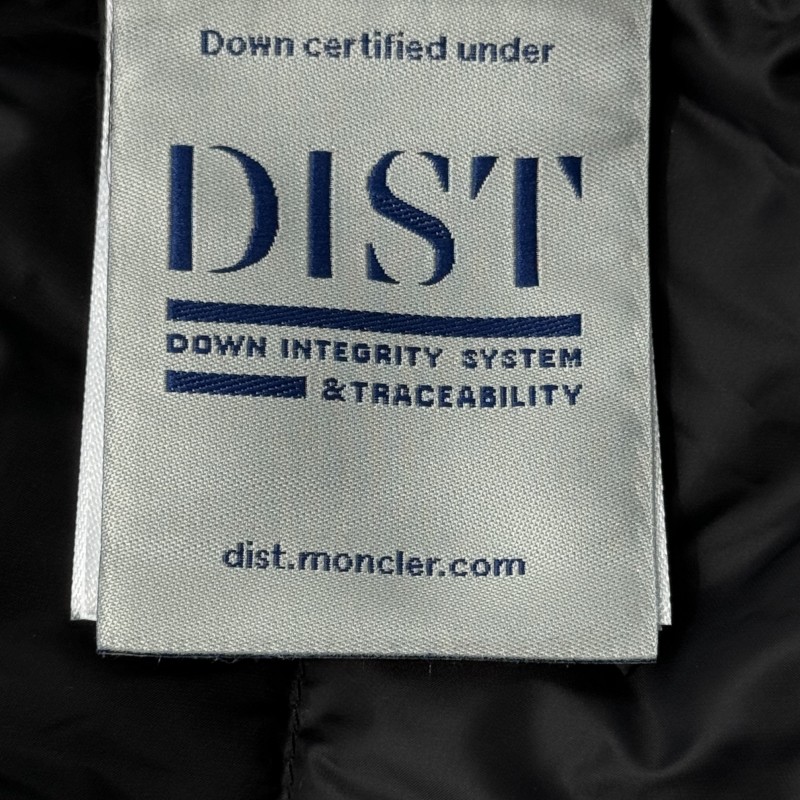 Down certified under
DIST
DOWN INTEGRITY SYSTEM
&TRACEABILITY
dist.moncler.com